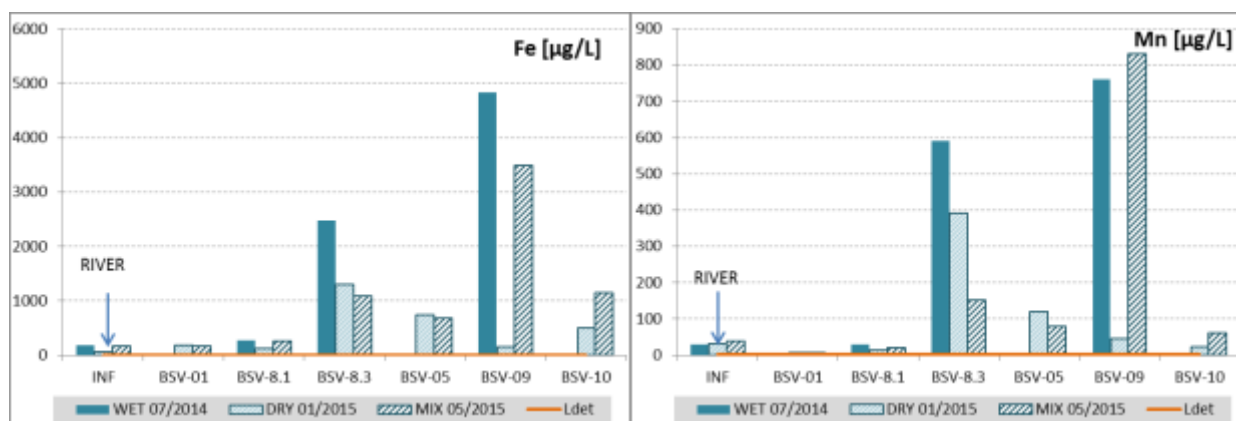 Fe [µg/L]
6000
5000
4000
3000
2000
1000
0
RIVER
INF BSV-01 BSV-8.1 BSV-8.3 BSV-05 BSV-09 BSV-10
WET 07/2014 DRY 01/2015 MIX 05/2015 Ldet
Mn [µg/L]
900
800
700
600
500
400
300
200
100
0
RIVER
INF BSV-01 BSV-8.1 BSV-8.3 BSV-05 BSV-09 BSV-10
WET 07/2014 DRY 01/2015 MIX 05/2015 Ldet